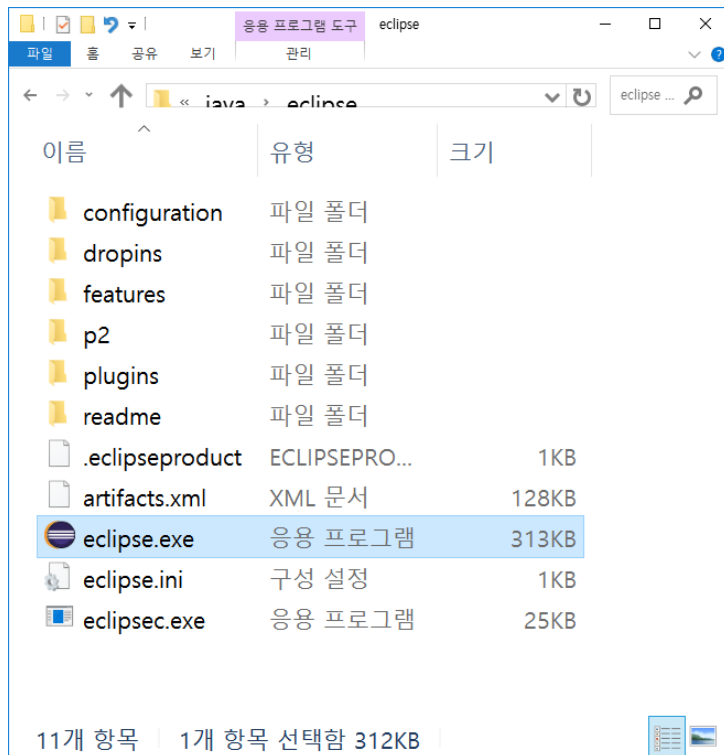 응용 프로그램 도구 eclipse
파일 홈 공유 보기 관리
« java › eclipse eclipse ...
이름 유형 크기
configuration 파일 폴더
dropins 파일 폴더
features 파일 폴더
p2 파일 폴더
plugins 파일 폴더
readme 파일 폴더
.eclipseproduct ECLIPSEPRO... 1KB
artifacts.xml XML 문서 128KB
eclipse.exe 응용 프로그램 313KB
eclipse.ini 구성 설정 1KB
eclipsec.exe 응용 프로그램 25KB
11개 항목 1개 항목 선택함 312KB